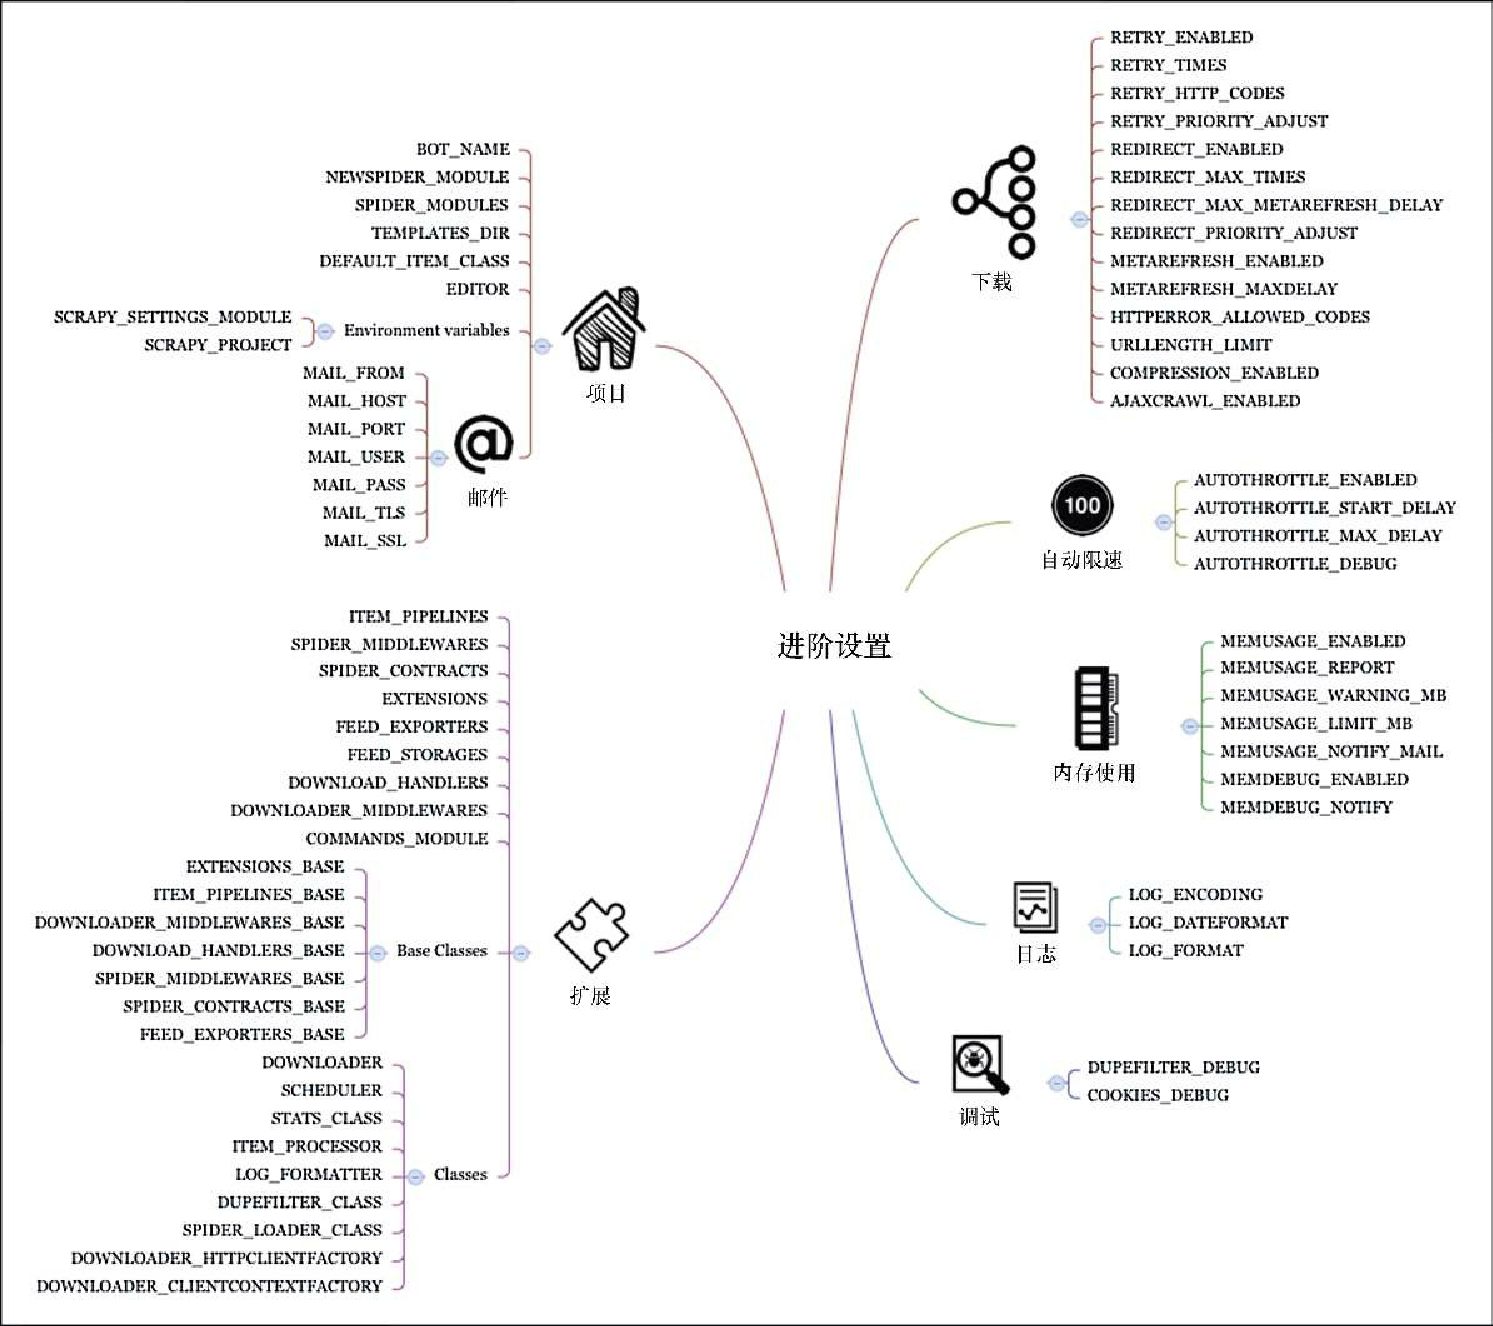 进阶设置
项目
BOT_NAME
NEWSPIDER_MODULE
SPIDER_MODULES
TEMPLATES_DIR
DEFAULT_ITEM_CLASS
EDITOR
Environment variables
SCRAPY_SETTINGS_MODULE
SCRAPY_PROJECT
邮件
MAIL_FROM
MAIL_HOST
MAIL_PORT
MAIL_USER
MAIL_PASS
MAIL_TLS
MAIL_SSL
扩展
ITEM_PIPELINES
SPIDER_MIDDLEWARES
SPIDER_CONTRACTS
EXTENSIONS
FEED_EXPORTERS
FEED_STORAGES
DOWNLOAD_HANDLERS
DOWNLOADER_MIDDLEWARES
COMMANDS_MODULE
Base Classes
EXTENSIONS_BASE
ITEM_PIPELINES_BASE
DOWNLOADER_MIDDLEWARES_BASE
DOWNLOAD_HANDLERS_BASE
SPIDER_MIDDLEWARES_BASE
SPIDER_CONTRACTS_BASE
FEED_EXPORTERS_BASE
Classes
DOWNLOADER
SCHEDULER
STATS_CLASS
ITEM_PROCESSOR
LOG_FORMATTER
DUPEFILTER_CLASS
SPIDER_LOADER_CLASS
DOWNLOADER_HTTPCLIENTFACTORY
DOWNLOADER_CLIENTCONTEXTFACTORY
下载
RETRY_ENABLED
RETRY_TIMES
RETRY_HTTP_CODES
RETRY_PRIORITY_ADJUST
REDIRECT_ENABLED
REDIRECT_MAX_TIMES
REDIRECT_MAX_METAREFRESH_DELAY
REDIRECT_PRIORITY_ADJUST
METAREFRESH_ENABLED
METAREFRESH_MAXDELAY
HTTPERROR_ALLOWED_CODES
URLLENGTH_LIMIT
COMPRESSION_ENABLED
AJAXCRAWL_ENABLED
100
自动限速
AUTOTHROTTLE_ENABLED
AUTOTHROTTLE_START_DELAY
AUTOTHROTTLE_MAX_DELAY
AUTOTHROTTLE_DEBUG
内存使用
MEMUSAGE_ENABLED
MEMUSAGE_REPORT
MEMUSAGE_WARNING_MB
MEMUSAGE_LIMIT_MB
MEMUSAGE_NOTIFY_MAIL
MEMDEBUG_ENABLED
MEMDEBUG_NOTIFY
日志
LOG_ENCODING
LOG_DATEFORMAT
LOG_FORMAT
调试
DUPEFILTER_DEBUG
COOKIES_DEBUG